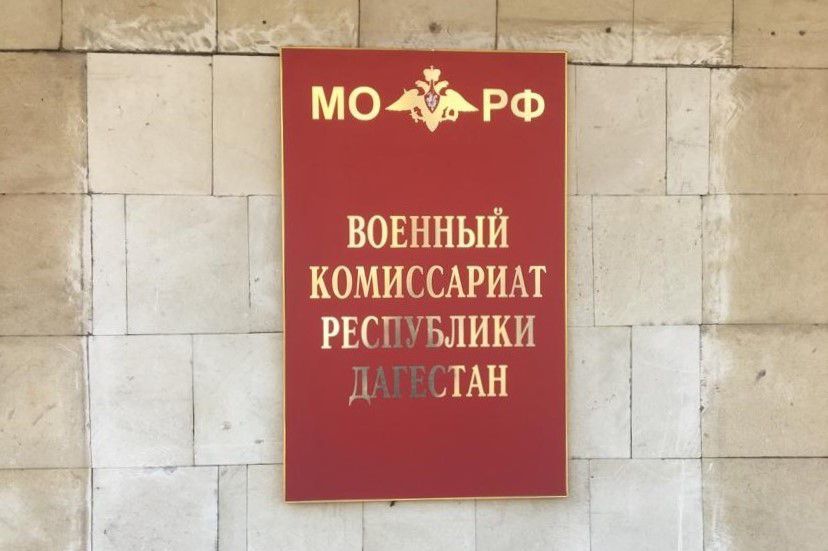 МО РФ
ВОЕННЫЙ
КОМИССАРИАТ
РЕСПУБЛИКИ
ДАГЕСТАН